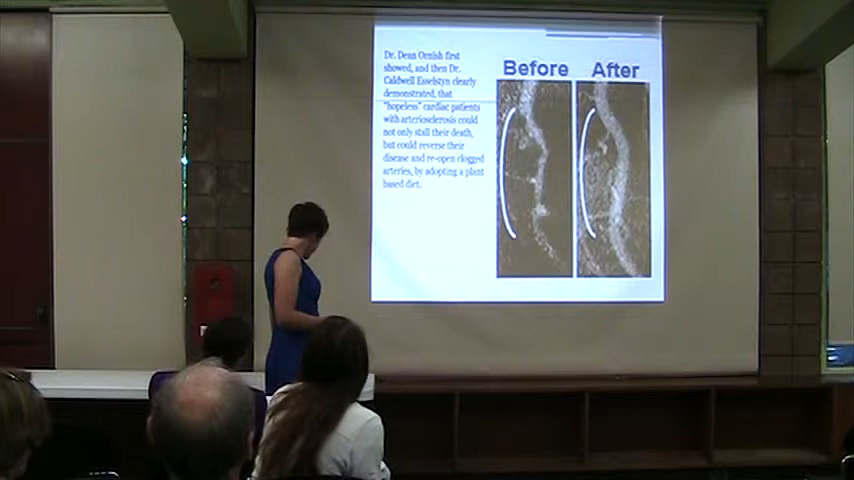 Dr. Dean Ornish first
showed, and then Dr.
Caldwell Esselstyn clearly
demonstrated, that
"hopeless" cardiac patients
with arteriosclerosis could
not only stall their death,
but could reverse their
disease and re-open clogged
arteries, by adopting a plant
based diet.
Before After